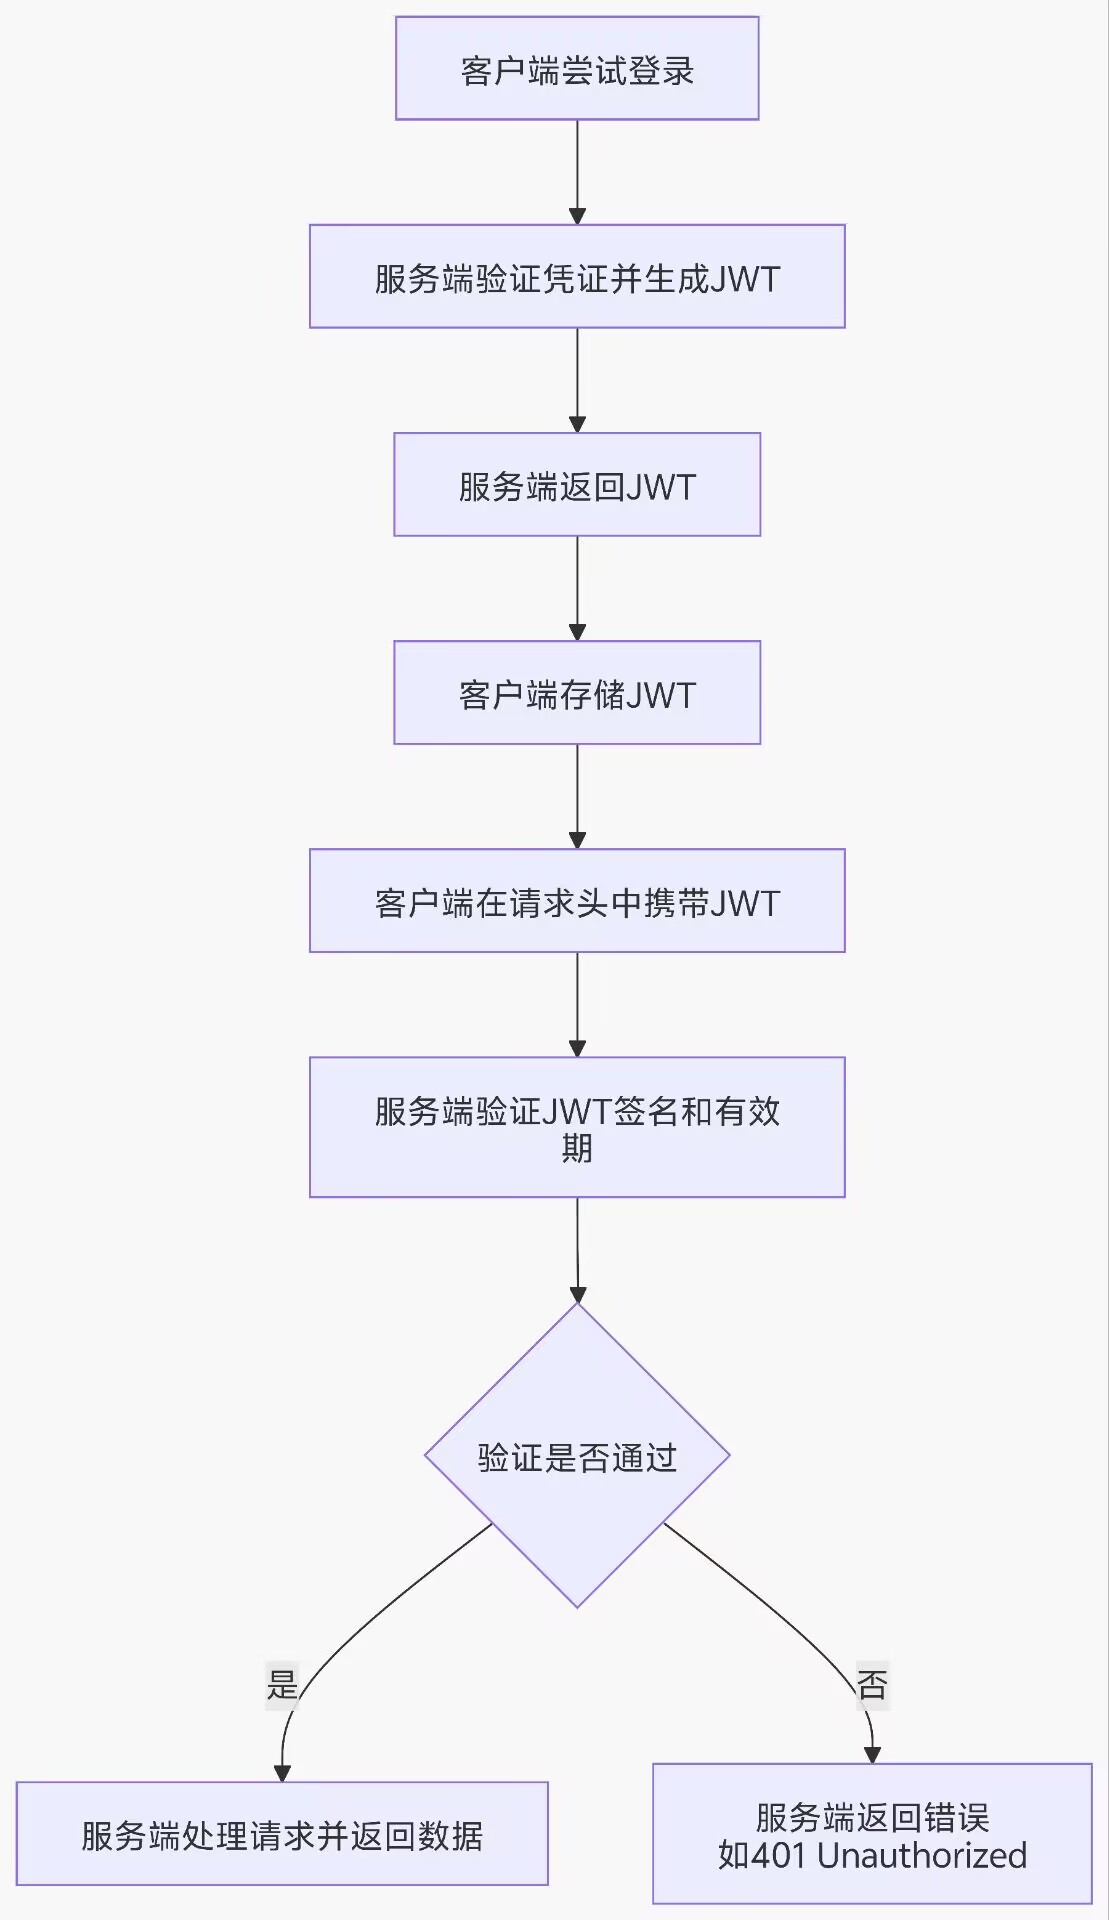 客户端尝试登录
服务端验证凭证并生成JWT
服务端返回JWT
客户端存储JWT
客户端在请求头中携带JWT
服务端验证JWT签名和有效
期
验证是否通过
是
否
服务端处理请求并返回数据
服务端返回错误
如401 Unauthorized